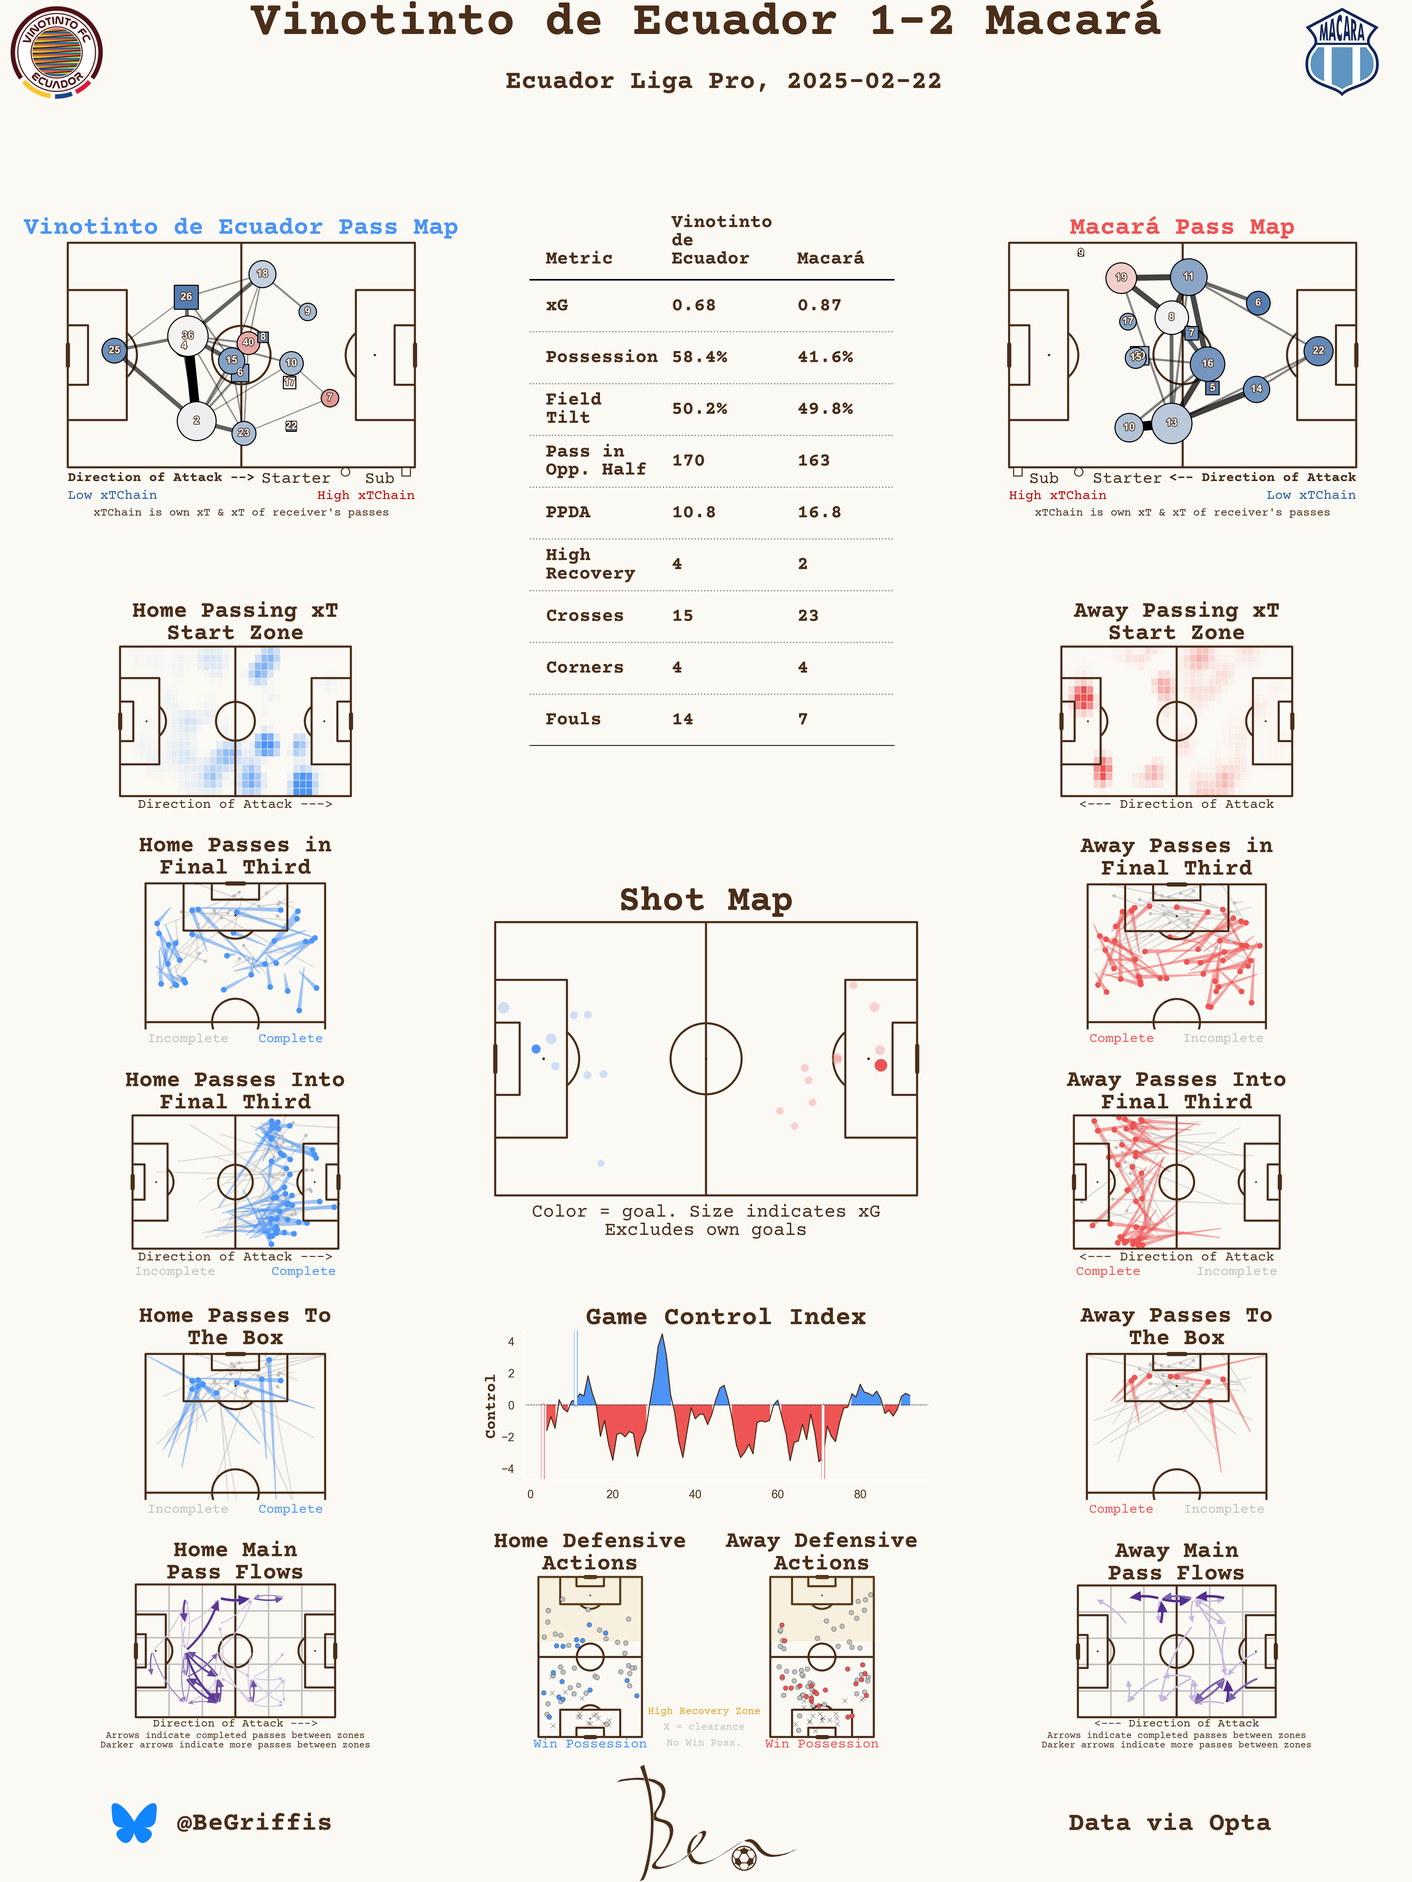 Vinotinto de Ecuador 1-2 Macará
Ecuador Liga Pro, 2025-02-22
VINOTINTO FC
ECUADOR
MACARA
Vinotinto de Ecuador Pass Map
18
26
9
36
4
40
8
25
15
10
6
17
7
2
23
22
Direction of Attack --> Starter Sub
Low xTChain High xTChain
xTChain is own xT & xT of receiver's passes
Metric Vinotinto de Ecuador Macará
xG 0.68 0.87
Possession 58.4% 41.6%
Field Tilt 50.2% 49.8%
Pass in Opp. Half 170 163
PPDA 10.8 16.8
High Recovery 4 2
Crosses 15 23
Corners 4 4
Fouls 14 7
Macará Pass Map
9
19
11
6
8
17
7
22
15
16
5
14
10
13
Sub Starter <-- Direction of Attack
High xTChain Low xTChain
xTChain is own xT & xT of receiver's passes
Home Passing xT
Start Zone
Direction of Attack --->
Away Passing xT
Start Zone
<--- Direction of Attack
Home Passes in
Final Third
Incomplete Complete
Away Passes in
Final Third
Complete Incomplete
Shot Map
Color = goal. Size indicates xG
Excludes own goals
Home Passes Into
Final Third
Direction of Attack --->
Incomplete Complete
Away Passes Into
Final Third
<--- Direction of Attack
Complete Incomplete
Home Passes To
The Box
Incomplete Complete
Game Control Index
Control
4
2
0
−2
−4
0 20 40 60 80
Away Passes To
The Box
Complete Incomplete
Home Main
Pass Flows
Direction of Attack --->
Arrows indicate completed passes between zones
Darker arrows indicate more passes between zones
Home Defensive
Actions
Win Possession
Away Defensive
Actions
Win Possession
High Recovery Zone
X = clearance
No Win Poss.
Away Main
Pass Flows
<--- Direction of Attack
Arrows indicate completed passes between zones
Darker arrows indicate more passes between zones
@BeGriffis
Ben
Data via Opta